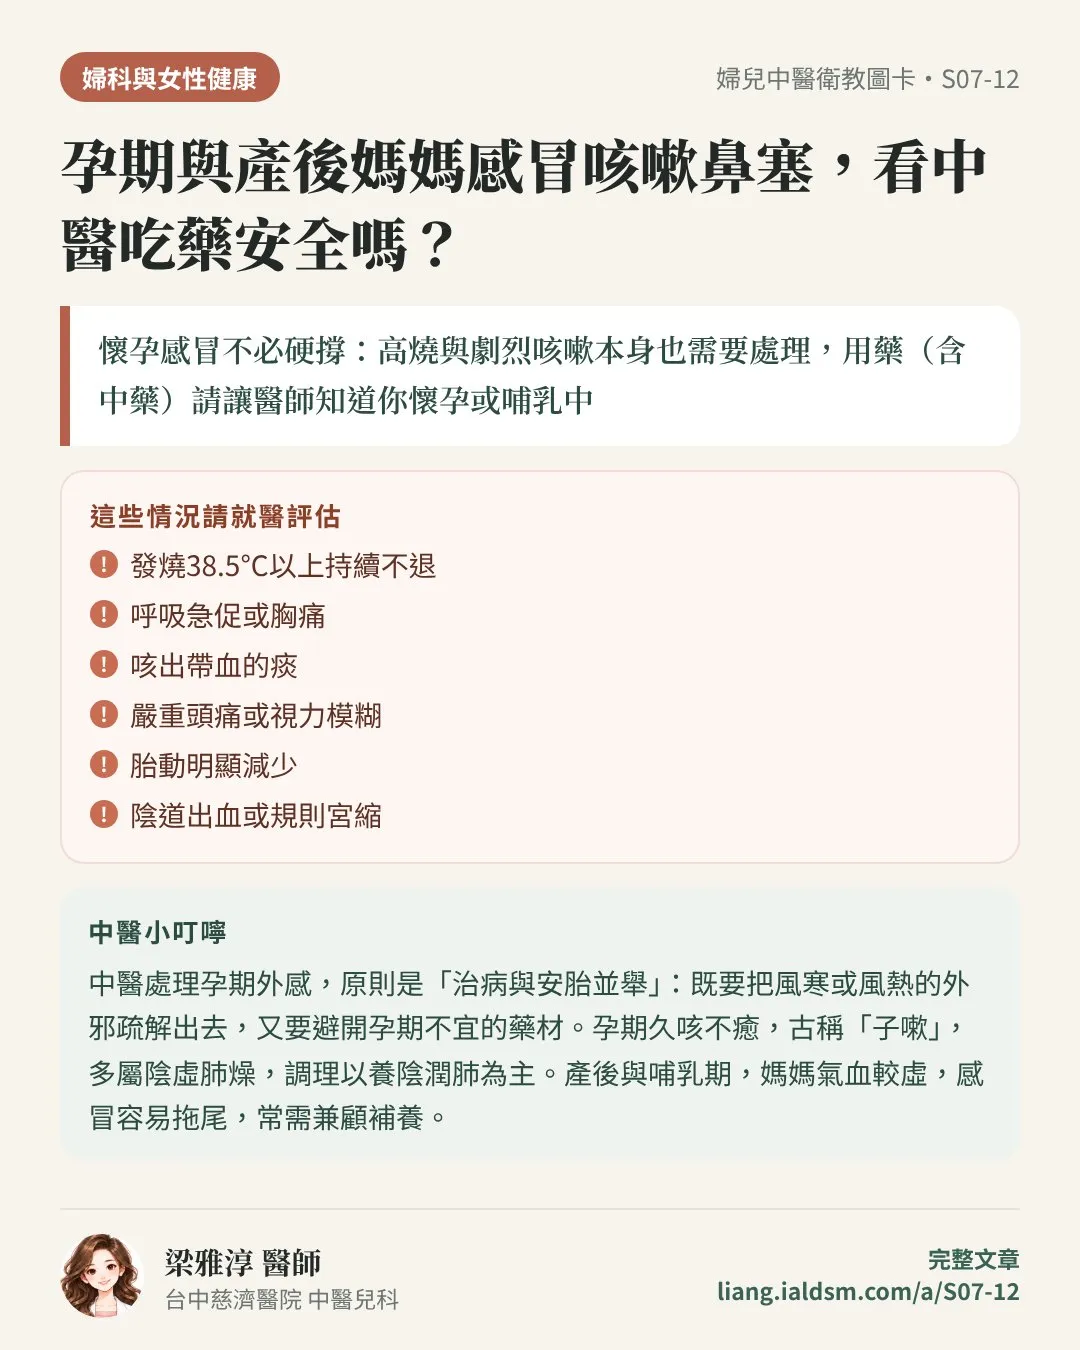 婦科與女性健康
婦兒中醫衛教圖卡・S07-12
孕期與產後媽媽感冒咳嗽鼻塞，看中
醫吃藥安全嗎？
懷孕感冒不必硬撐：高燒與劇烈咳嗽本身也需要處理，用藥（含
中藥）請讓醫師知道你懷孕或哺乳中
這些情況請就醫評估
! 發燒38.5°C以上持續不退
! 呼吸急促或胸痛
! 咳出帶血的痰
! 嚴重頭痛或視力模糊
! 胎動明顯減少
! 陰道出血或規則宮縮
中醫小叮嚀
中醫處理孕期外感，原則是「治病與安胎並舉」：既要把風寒或風熱的外
邪疏解出去，又要避開孕期不宜的藥材。孕期久咳不癒，古稱「子嗽」，
多屬陰虛肺燥，調理以養陰潤肺為主。產後與哺乳期，媽媽氣血較虛，感
冒容易拖尾，常需兼顧補養。
梁雅淳 醫師
台中慈濟醫院 中醫兒科
完整文章
liang.ialdsm.com/a/S07-12